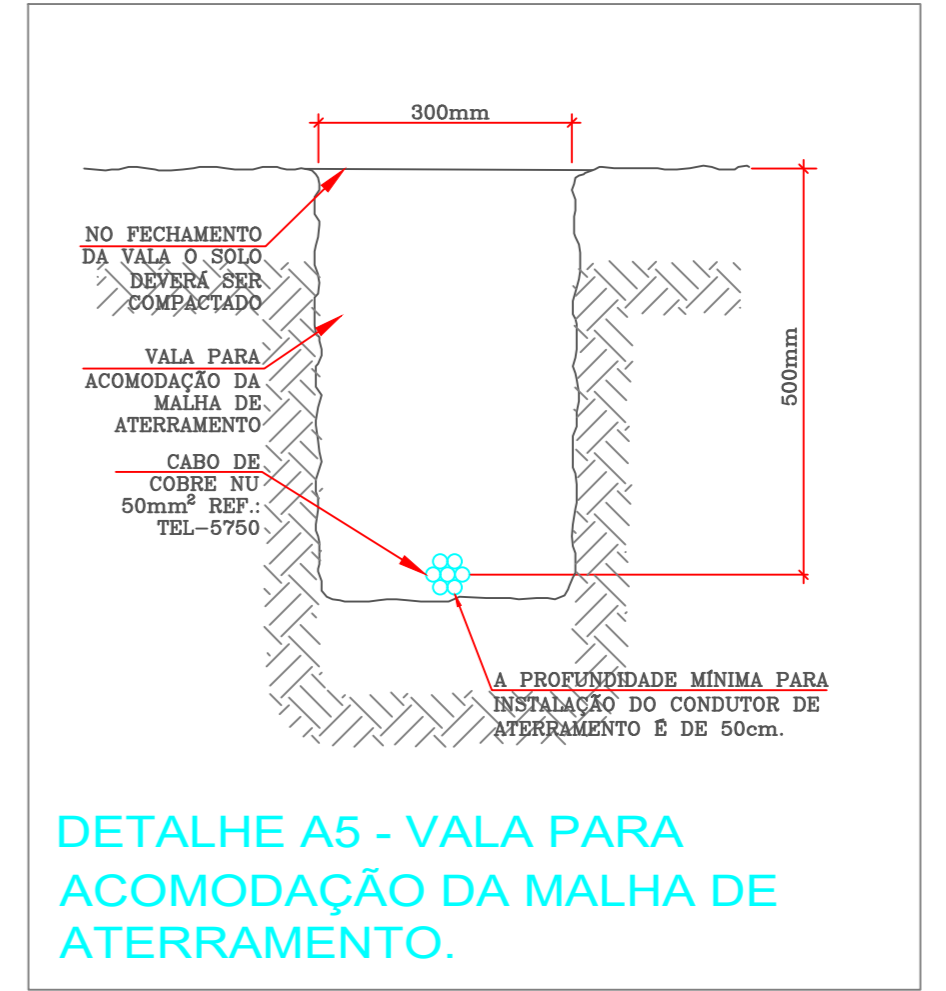 300mm
NO FECHAMENTO
DA VALA O SOLO
DEVERÁ SER
COMPACTADO
VALA PARA
ACOMODAÇÃO DA
MALHA DE
ATERRAMENTO
500mm
CABO DE
COBRE NU
50mm² REF.:
TEL-5750
A PROFUNDIDADE MÍNIMA PARA
INSTALAÇÃO DO CONDUTOR DE
ATERRAMENTO É DE 50cm.
DETALHE A5 - VALA PARA
ACOMODAÇÃO DA MALHA DE
ATERRAMENTO.